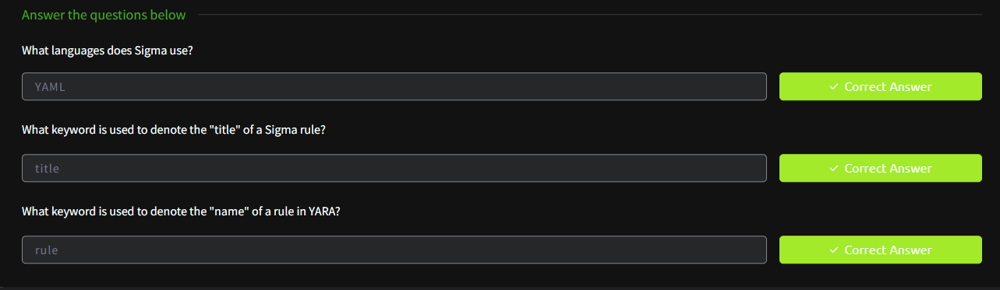 Answer the questions below
What languages does Sigma use?
YAML
✓ Correct Answer
What keyword is used to denote the "title" of a Sigma rule?
title
✓ Correct Answer
What keyword is used to denote the "name" of a rule in YARA?
rule
✓ Correct Answer